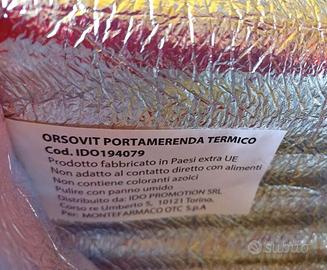 ORSOVIT PORTAMERENDA TERMICO
Cod. IDO194079
Prodotto fabbricato in Paesi extra UE
Non adatto al contatto diretto con alimenti
Non contiene coloranti azoici
Pulire con panno umido
Distribuito da: IDO PROMOTION SRL
Corso re Umberto 5, 10121 Torino,
Per: MONTEFARMACO OTC S.p.A
subito